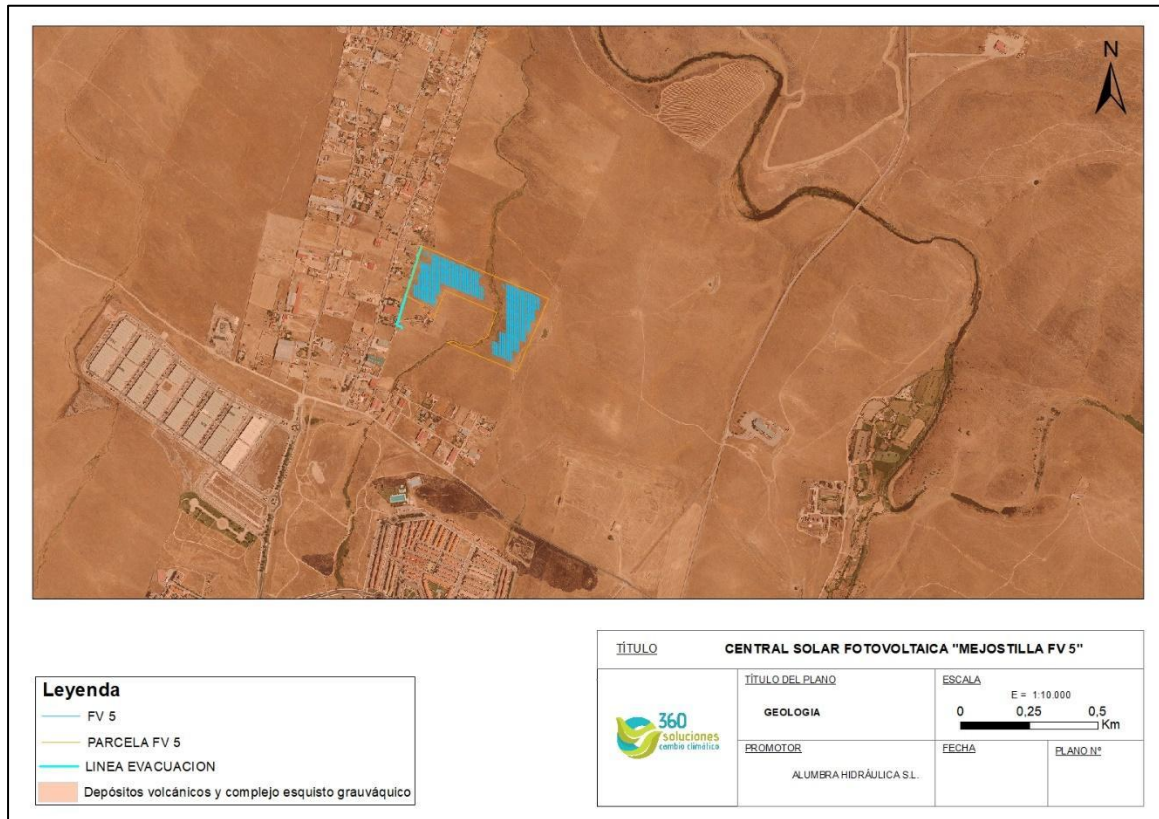 N
Leyenda
FV 5
PARCELA FV 5
LINEA EVACUACION
Depósitos volcánicos y complejo esquisto grauváquico
TÍTULO
CENTRAL SOLAR FOTOVOLTAICA "MEJOSTILLA FV 5"
360
soluciones
cambio climático
TÍTULO DEL PLANO
GEOLOGIA
ESCALA
E = 1:10.000
0 0,25 0,5
Km
PROMOTOR
ALUMBRA HIDRÁULICA S.L.
FECHA
PLANO Nº